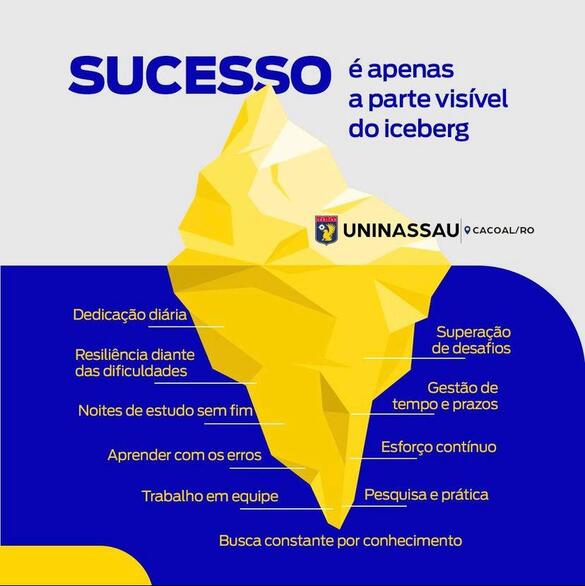 SUCESSO
é apenas
a parte visível
do iceberg
UNINASSAU
CACOAL/RO
Dedicação diária
Resiliência diante
das dificuldades
Noites de estudo sem fim
Aprender com os erros
Trabalho em equipe
Superação
de desafios
Gestão de
tempo e prazos
Esforço contínuo
Pesquisa e prática
Busca constante por conhecimento